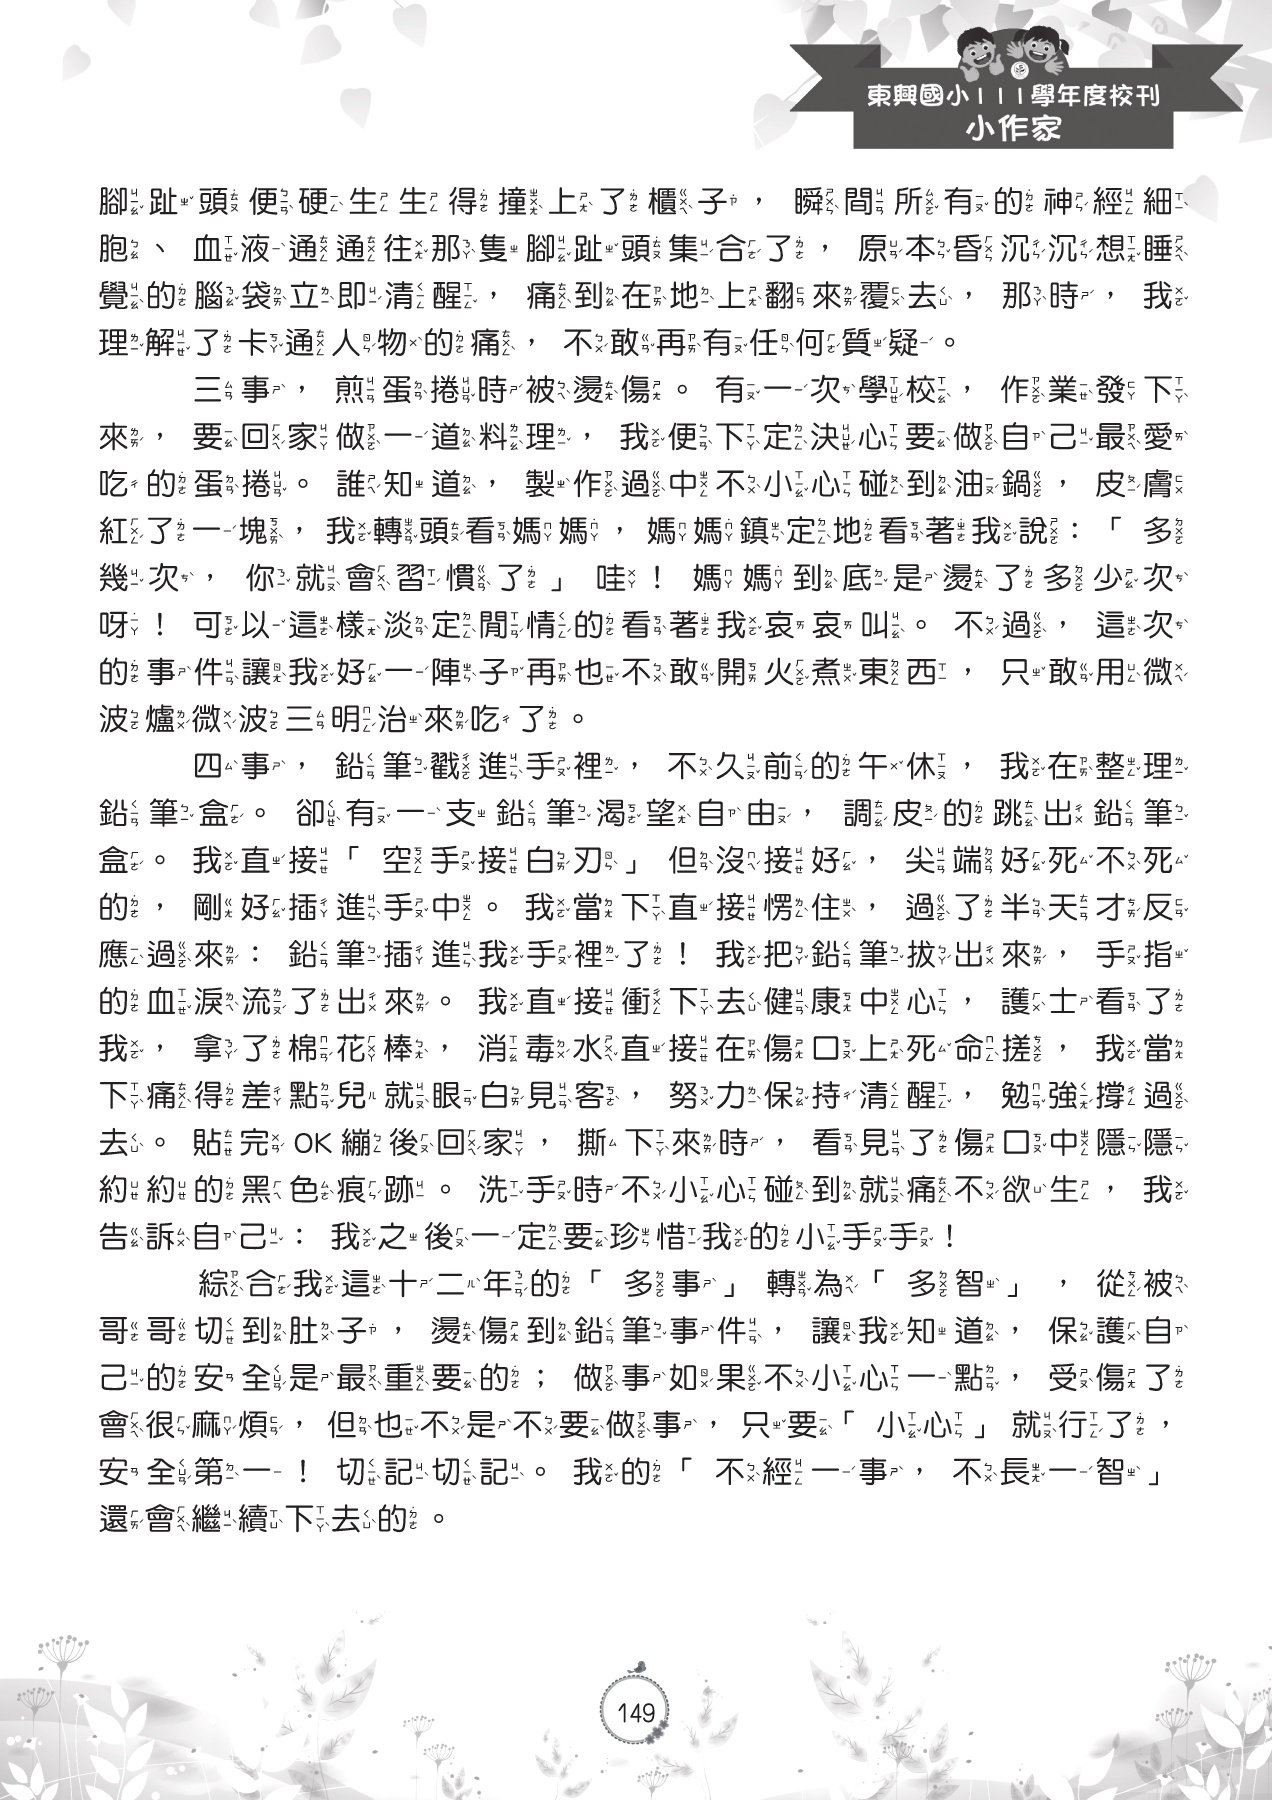 東興國小111學年度校刊
小作家
腳趾頭便硬生生得撞上了櫃子，瞬間所有的神經細
胞、血液通通往那隻腳趾頭集合了，原本昏沉沉想睡
覺的腦袋立即清醒，痛到在地上翻來覆去，那時，我
理解了卡通人物的痛，不敢再有任何質疑。
三事，煎蛋捲時被燙傷。有一次學校，作業發下
來，要回家做一道料理，我便下定決心要做自己最愛
吃的蛋捲。誰知道，製作過中不小心碰到油鍋，皮膚
紅了一塊，我轉頭看媽媽，媽媽鎮定地看著我說：「多
幾次，你就會習慣了」哇！媽媽到底是燙了多少次
呀！可以這樣淡定閒情的看著我哀哀叫。不過，這次
的事件讓我好一陣子再也不敢開火煮東西，只敢用微
波爐微波三明治來吃了。
四事，鉛筆戳進手裡，不久前的午休，我在整理
鉛筆盒。卻有一支鉛筆渴望自由，調皮的跳出鉛筆
盒。我直接「空手接白刃」但沒接好，尖端好死不死
的，剛好插進手中。我當下直接愣住，過了半天才反
應過來：鉛筆插進我手裡了！我把鉛筆拔出來，手指
的血淚流了出來。我直接衝下去健康中心，護士看了
我，拿了棉花棒，消毒水直接在傷口上死命搓，我當
下痛得差點兒就眼白見客，努力保持清醒，勉強撐過
去。貼完OK繃後回家，撕下來時，看見了傷口中隱隱
約約的黑色痕跡。洗手時不小心碰到就痛不欲生，我
告訴自己：我之後一定要珍惜我的小手手！
綜合我這十二年的「多事」轉為「多智」，從被
哥哥切到肚子，燙傷到鉛筆事件，讓我知道，保護自
己的安全是最重要的；做事如果不小心一點，受傷了
會很麻煩，但也不是不要做事，只要「小心」就行了，
安全第一！切記切記。我的「不經一事，不長一智」
還會繼續下去的。
149